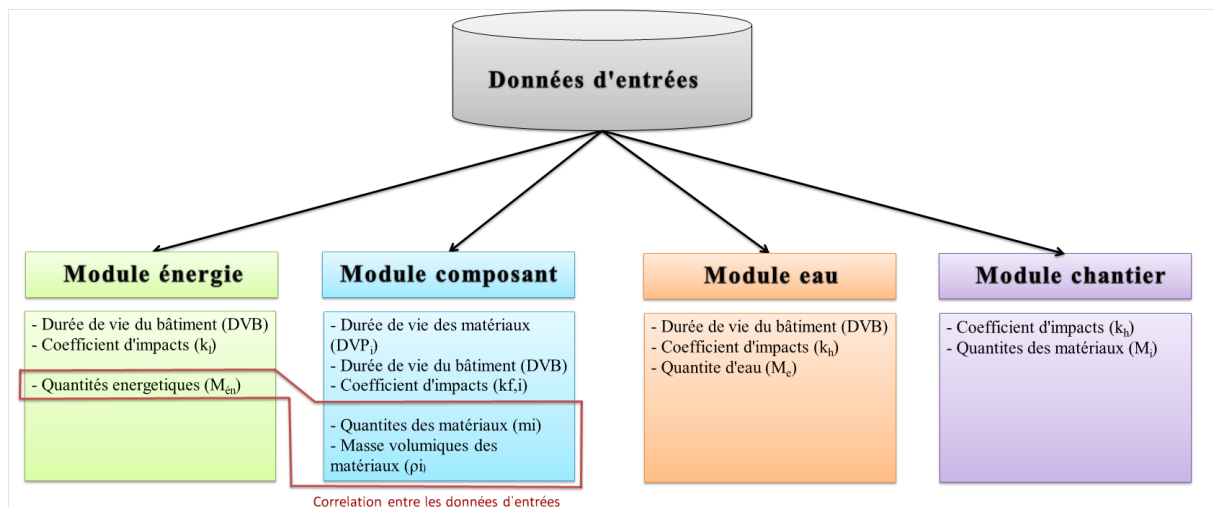 Données d'entrées
Module énergie
- Durée de vie du bâtiment (DVB)
- Coefficient d'impacts (kᵢ)
- Quantités energetiques (Mén)
Module composant
- Durée de vie des matériaux
(DVPᵢ)
- Durée de vie du bâtiment (DVB)
- Coefficient d'impacts (kf,i)
- Quantites des matériaux (mi)
- Masse volumiques des
matériaux (ρi)
Module eau
- Durée de vie du bâtiment (DVB)
- Coefficient d'impacts (kₕ)
- Quantite d'eau (Mₑ)
Module chantier
- Coefficient d'impacts (kₕ)
- Quantites des matériaux (Mᵢ)
Correlation entre les données d'entrées